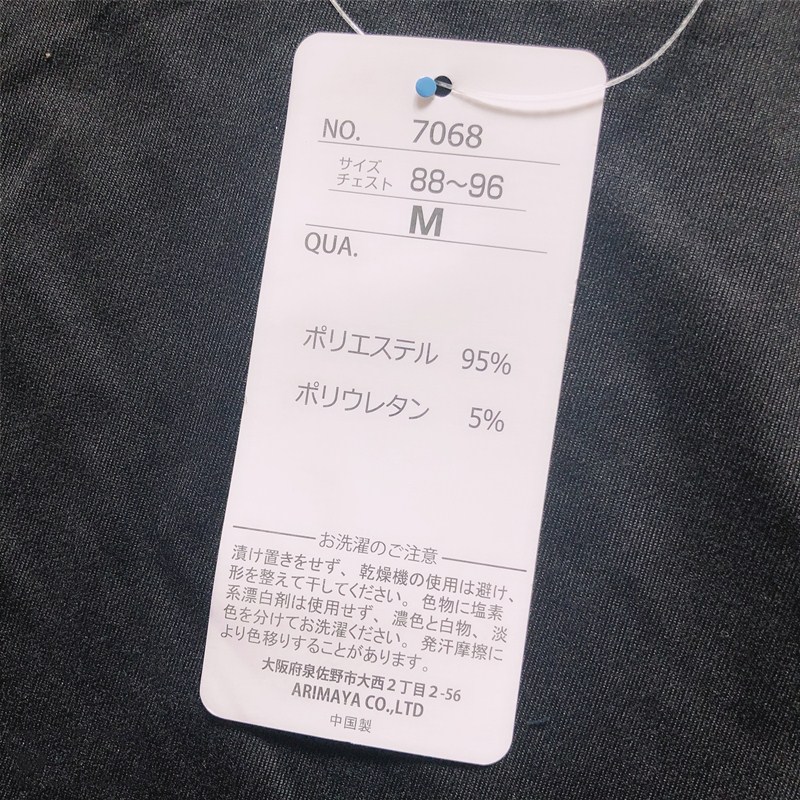 NO. 7068
サイズ
チェスト 88～96
M
QUA.
ポリエステル 95%
ポリウレタン 5%
お洗濯のご注意
漬け置きをせず、乾燥機の使用は避け、
形を整えて干してください。色物に塩素
系漂白剤は使用せず、濃色と白物、淡
色を分けてお洗濯ください。発汗摩擦に
より色移りすることがあります。
大阪府泉佐野市大西2丁目2-56
ARIMAYA CO.,LTD
中国製